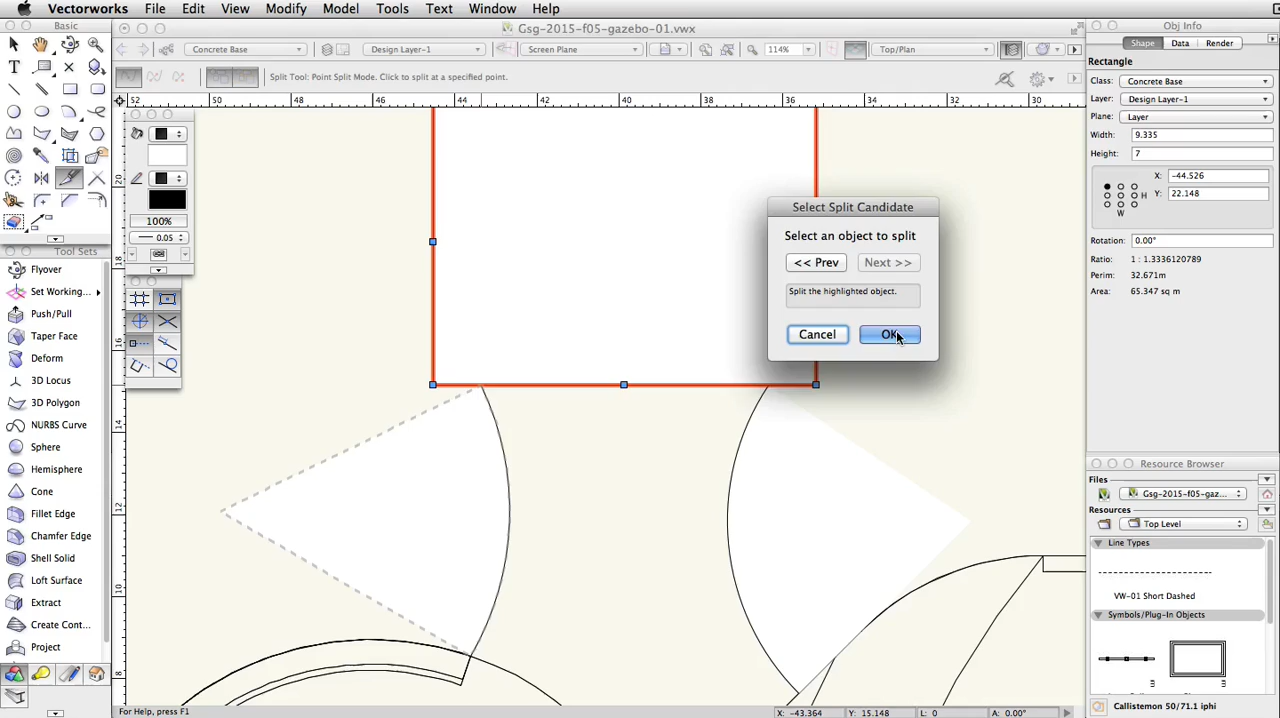 Vectorworks File Edit View Modify Model Tools Text Window Help
Basic
Gsg-2015-f05-gazebo-01.vwx
Obj Info
Concrete Base
Design Layer-1
Screen Plane
114%
Top/Plan
Split Tool: Point Split Mode. Click to split at a specified point.
Shape Data Render
Rectangle
Class: Concrete Base
Layer: Design Layer-1
Plane: Layer
Width: 9.335
Height: 7
X: -44.526
Y: 22.148
H
W
Rotation: 0.00°
Ratio: 1 : 1.3336120789
Perim: 32.671m
Area: 65.347 sq m
52 50 48 46 44 42 40 38 36 34 32 30
20
18
16
14
12
10
8
100%
0.05
Tool Sets
Flyover
Set Working...
Push/Pull
Taper Face
Deform
3D Locus
3D Polygon
NURBS Curve
Sphere
Hemisphere
Cone
Fillet Edge
Chamfer Edge
Shell Solid
Loft Surface
Extract
Create Cont...
Project
Select Split Candidate
Select an object to split
<< Prev Next >>
Split the highlighted object.
Cancel OK
Resource Browser
Files
Gsg-2015-f05-gaz...
Resources
Top Level
Line Types
VW-01 Short Dashed
Symbols/Plug-In Objects
3 3
Callistemon 50/71.1 iphi
For Help, press F1
X: -43.364 Y: 15.148 L: 0 A: 0.00°